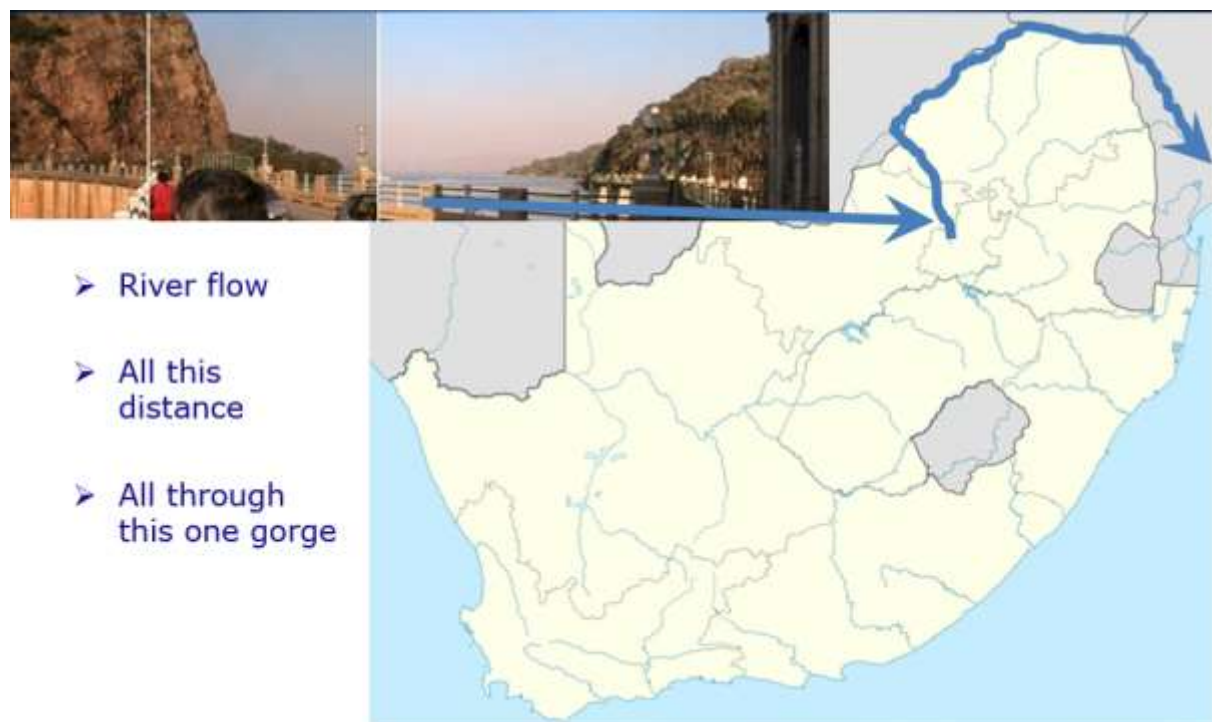 River flow
All this
distance
All through
this one gorge